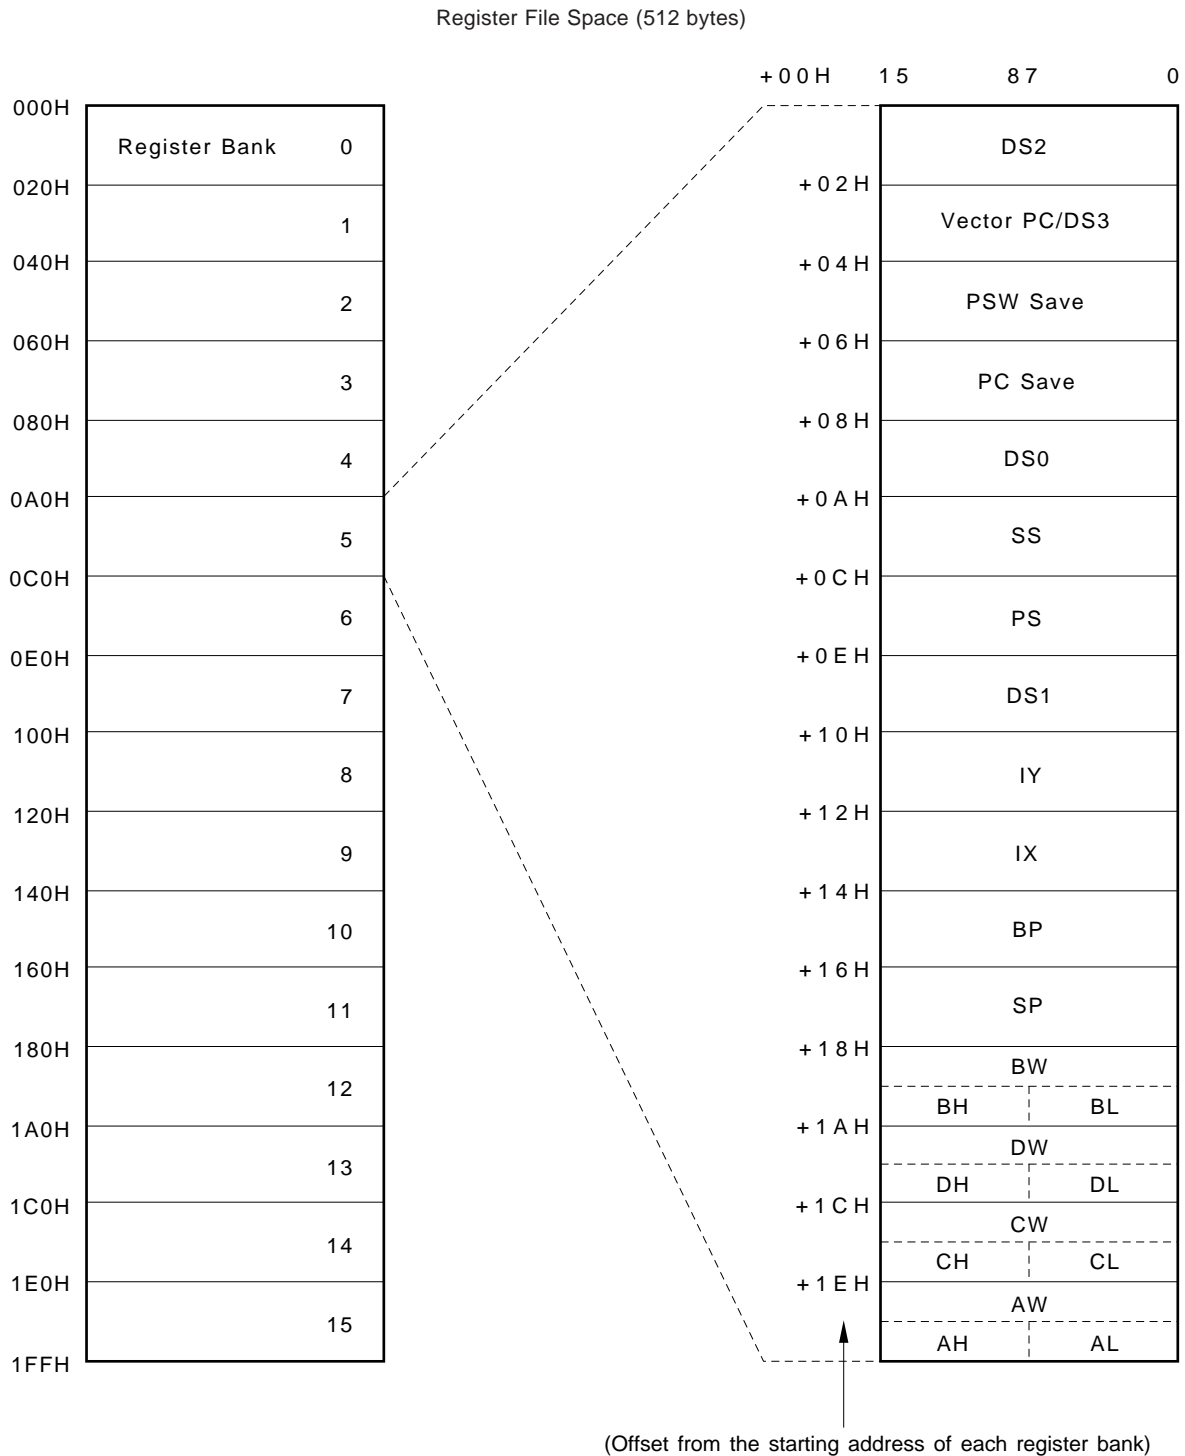 Register File Space (512 bytes)
+00H 15 87 0
000H
Register Bank 0
DS2
020H
+02H
1
Vector PC/DS3
040H
+04H
2
PSW Save
060H
+06H
3
PC Save
080H
+08H
4
DS0
0A0H
+0AH
5
SS
0C0H
+0CH
6
PS
0E0H
+0EH
7
DS1
100H
+10H
8
IY
120H
+12H
9
IX
140H
+14H
10
BP
160H
+16H
11
SP
180H
+18H
BW
12
BH BL
1A0H
+1AH
DW
13
DH DL
1C0H
+1CH
CW
14
CH CL
1E0H
+1EH
AW
15
AH AL
1FFH
(Offset from the starting address of each register bank)